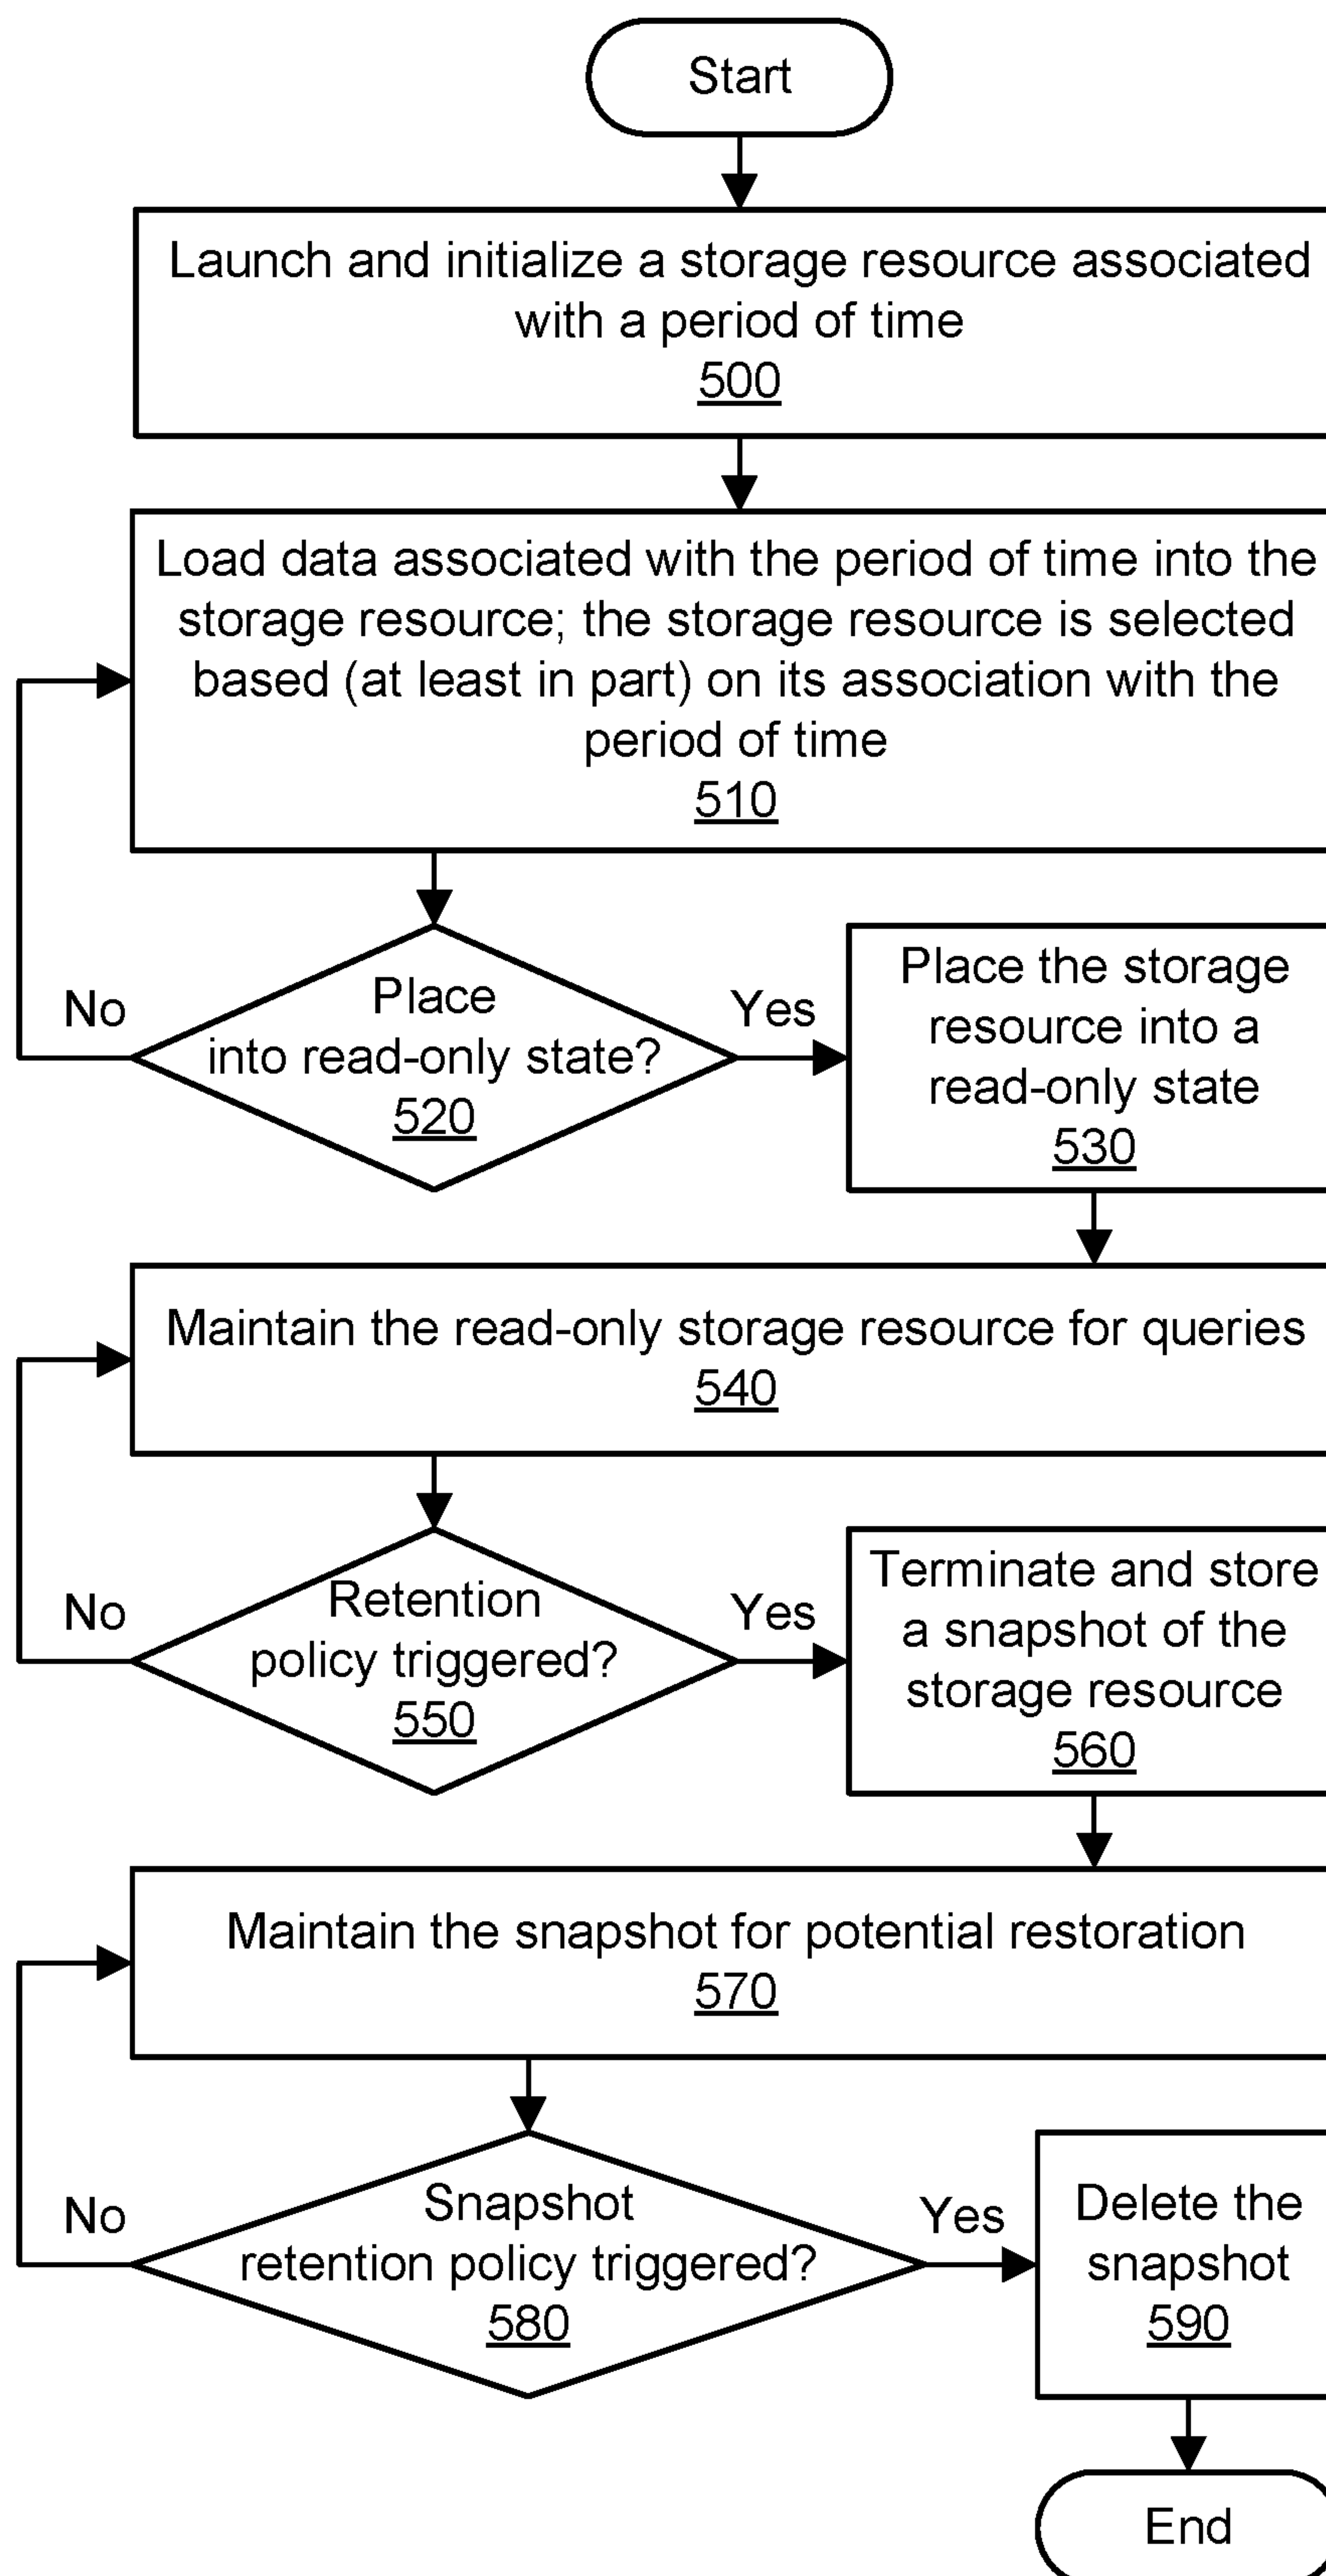 Start
Launch and initialize a storage resource associated
with a period of time
500
Load data associated with the period of time into the
storage resource; the storage resource is selected
based (at least in part) on its association with the
period of time
510
No
Place
into read-only state?
520
Yes
Place the storage
resource into a
read-only state
530
Maintain the read-only storage resource for queries
540
No
Retention
policy triggered?
550
Yes
Terminate and store
a snapshot of the
storage resource
560
Maintain the snapshot for potential restoration
570
No
Snapshot
retention policy triggered?
580
Yes
Delete the
snapshot
590
End